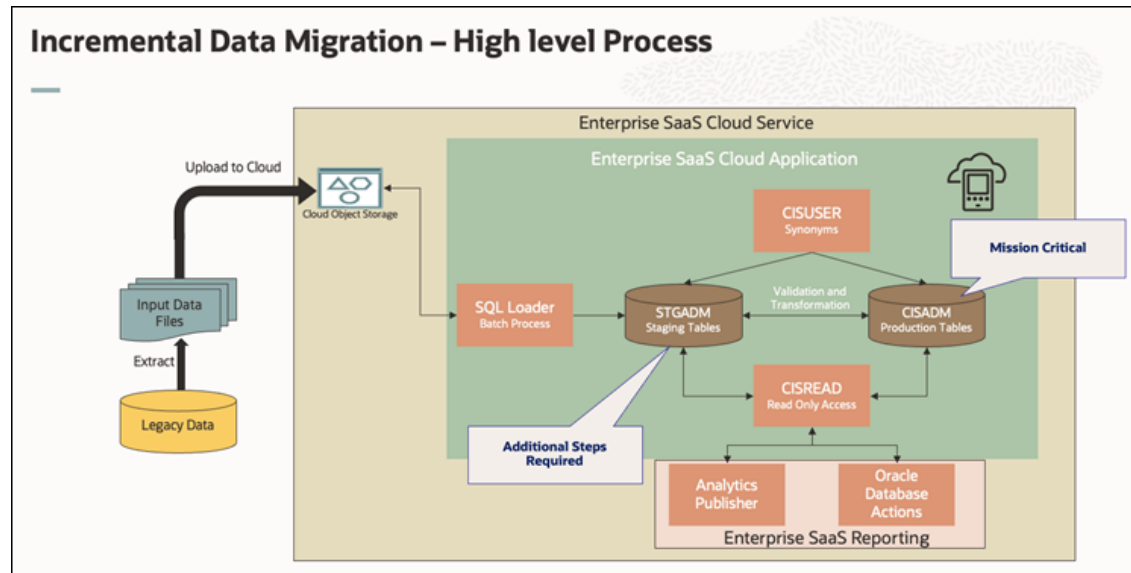 Incremental Data Migration – High level Process
Enterprise SaaS Cloud Service
Enterprise SaaS Cloud Application
Upload to Cloud
Cloud Object Storage
CISUSER
Synonyms
Mission Critical
Input Data
Files
SQL Loader
Batch Process
STGADM
Staging Tables
Validation and
Transformation
CISADM
Production Tables
Extract
Legacy Data
CISREAD
Read Only Access
Additional Steps
Required
Analytics
Publisher
Oracle
Database
Actions
Enterprise SaaS Reporting